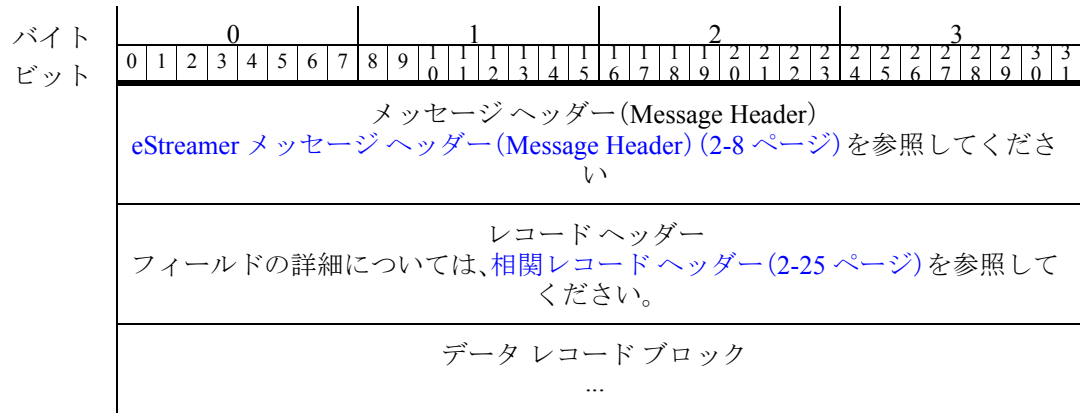 バイト 0 1 2 3
ビット 0 1 2 3 4 5 6 7 8 9 10 11 12 13 14 15 16 17 18 19 20 21 22 23 24 25 26 27 28 29 30 31
メッセージ ヘッダー(Message Header)
eStreamer メッセージ ヘッダー(Message Header)(2-8 ページ)を参照してくださ
い
レコード ヘッダー
フィールドの詳細については、相関レコード ヘッダー(2-25 ページ)を参照して
ください。
データ レコード ブロック
...